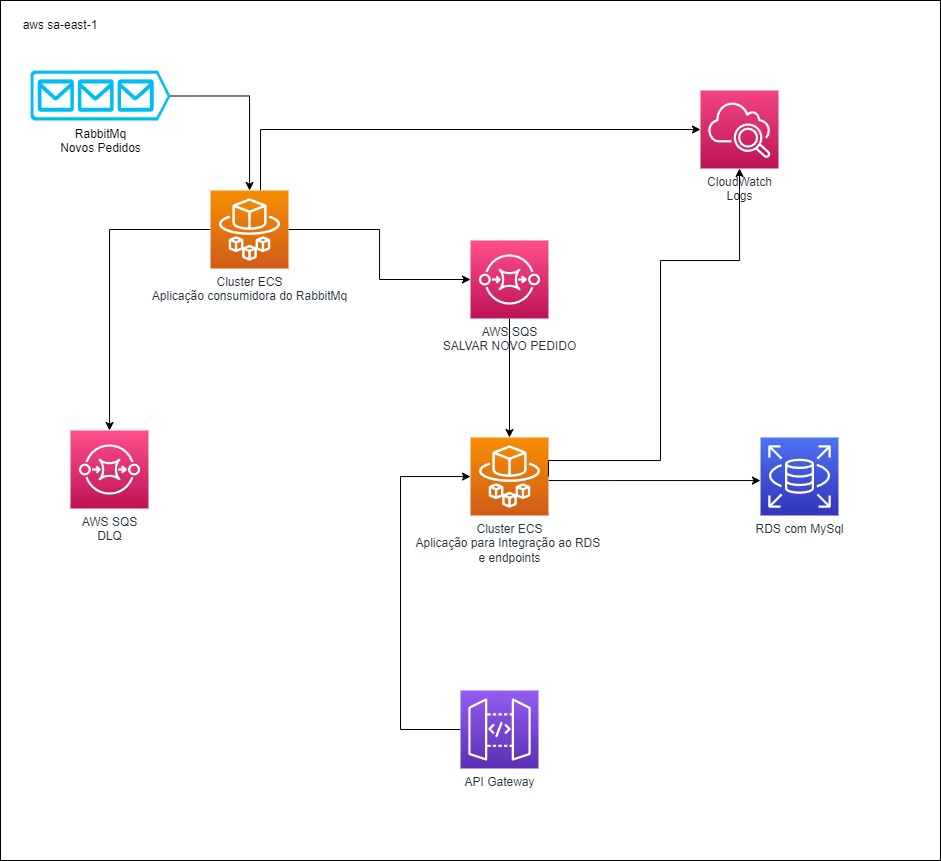 aws sa-east-1
RabbitMq
Novos Pedidos
CloudWatch
Logs
Cluster ECS
Aplicação consumidora do RabbitMq
AWS SQS
SALVAR NOVO PEDIDO
AWS SQS
DLQ
Cluster ECS
Aplicação para Integração ao RDS
e endpoints
RDS com MySql
</>
API Gateway